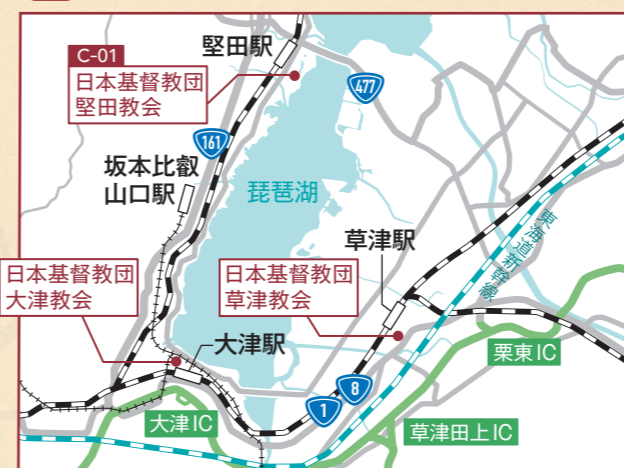 堅田駅
C-01
日本基督教団
堅田教会
477
161
坂本比叡
山口駅
琵琶湖
東海道新幹線
草津駅
日本基督教団
大津教会
日本基督教団
草津教会
大津駅
栗東IC
8
1
大津IC
草津田上IC